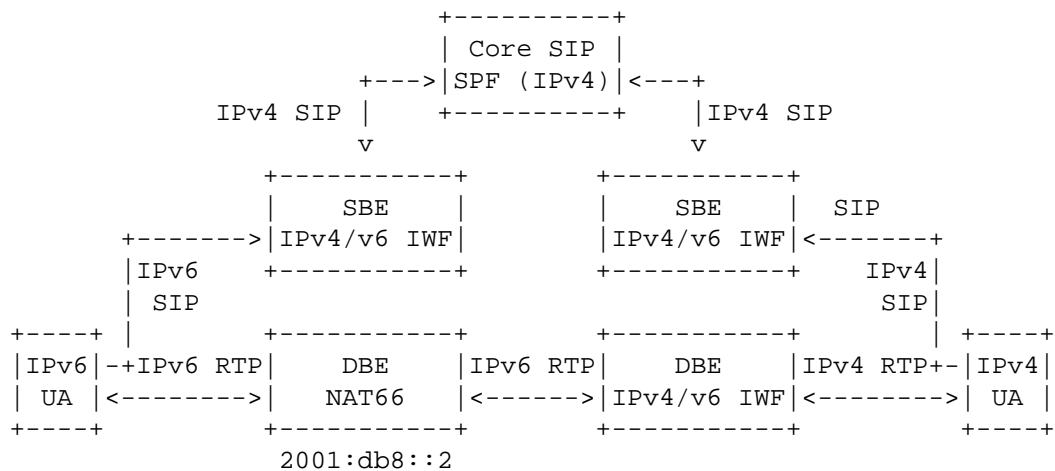 Core SIP
SPF (IPv4)
IPv4 SIP IPv4 SIP
SBE SBE SIP
IPv4/v6 IWF IPv4/v6 IWF
IPv6 IPv4
SIP SIP
IPv6 IPv6 RTP DBE IPv6 RTP DBE IPv4 RTP IPv4
UA NAT66 IPv4/v6 IWF UA
2001:db8::2